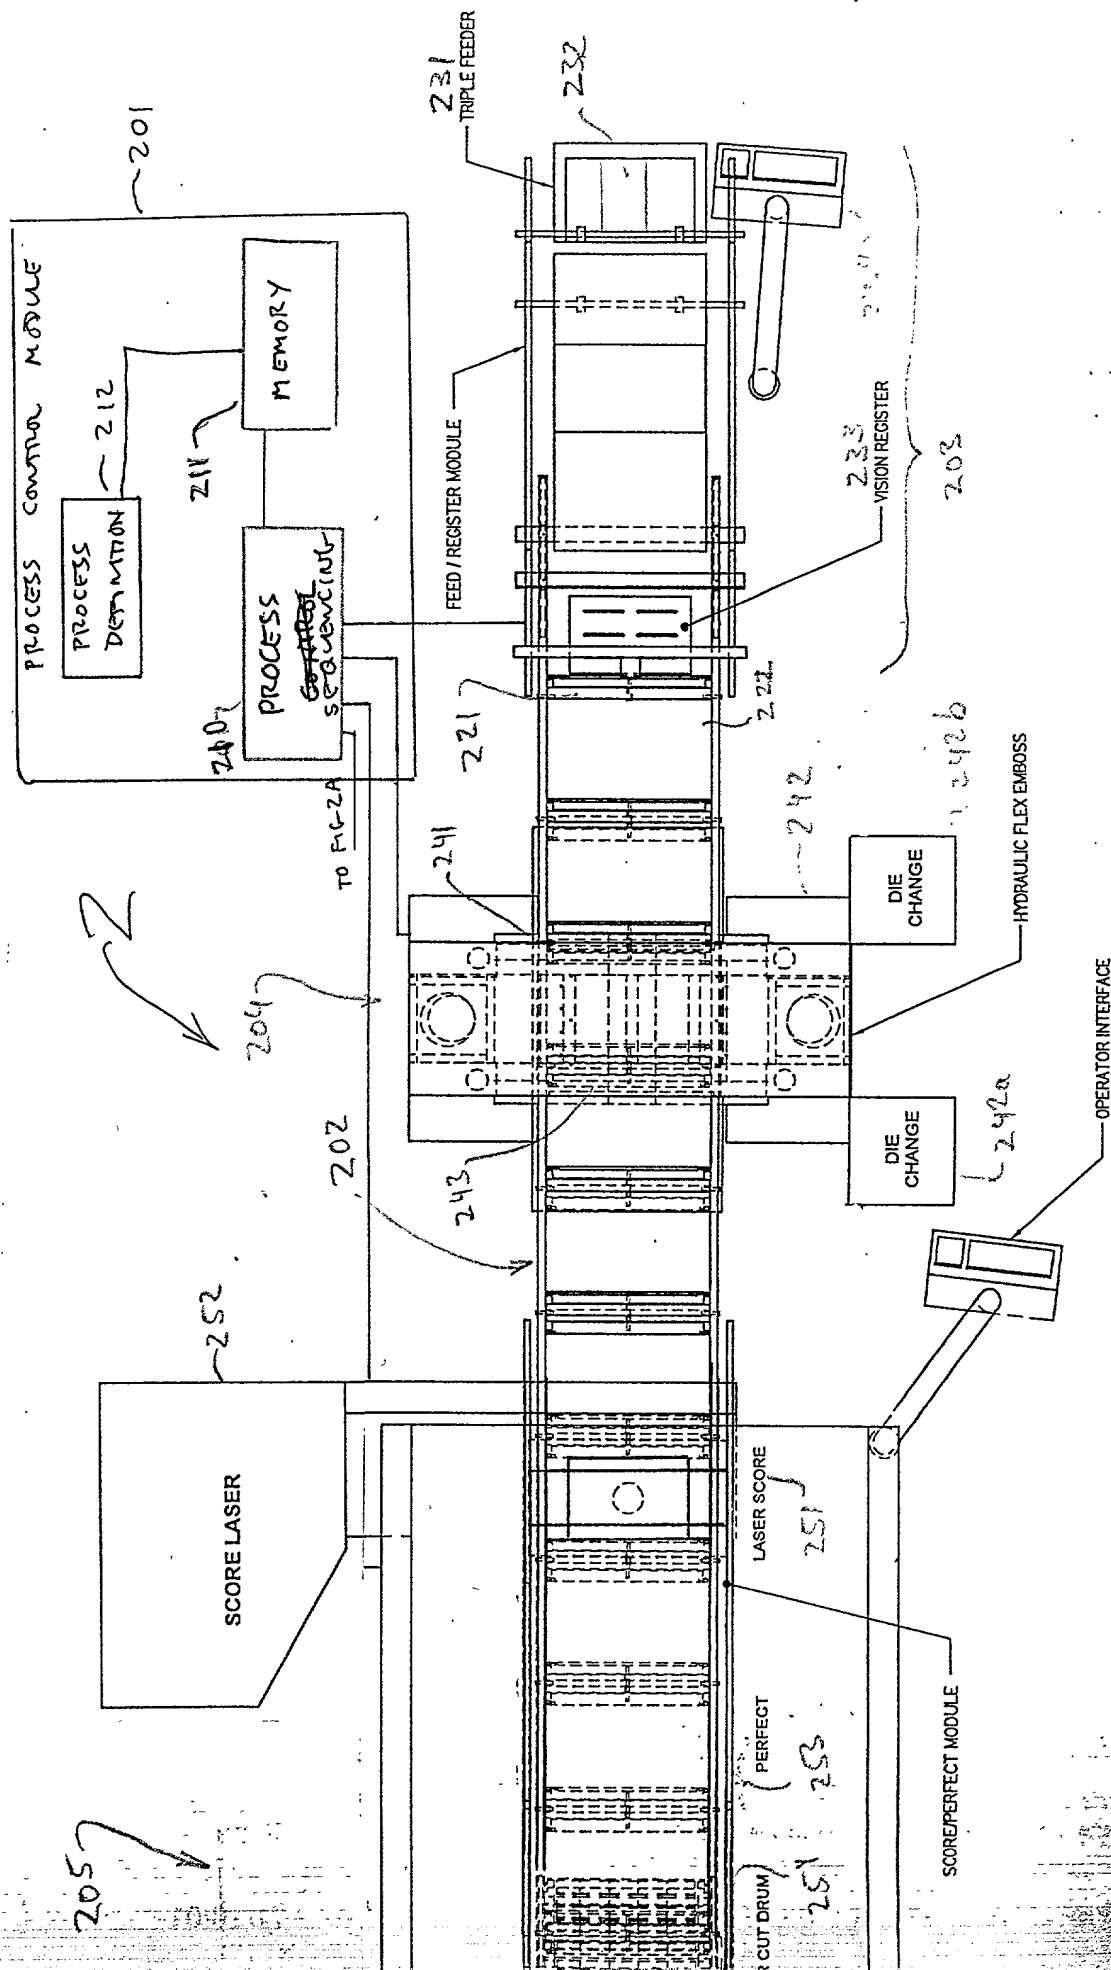 PROCESS CONTROL MODULE
201
PROCESS
DEFINITION
212
MEMORY
211
PROCESS
CONTROL
SEQUENCING
TO FIG 2A
2
231
TRIPLE FEEDER
232
FEED / REGISTER MODULE
233
VISION REGISTER
203
221
222
241
242
242b
DIE
CHANGE
HYDRAULIC FLEX EMBOSS
204
202
243
DIE
CHANGE
242a
OPERATOR INTERFACE
252
SCORE LASER
LASER SCORE
251
PERFECT
253
SCORE/PERFECT MODULE
205
R CUT DRUM